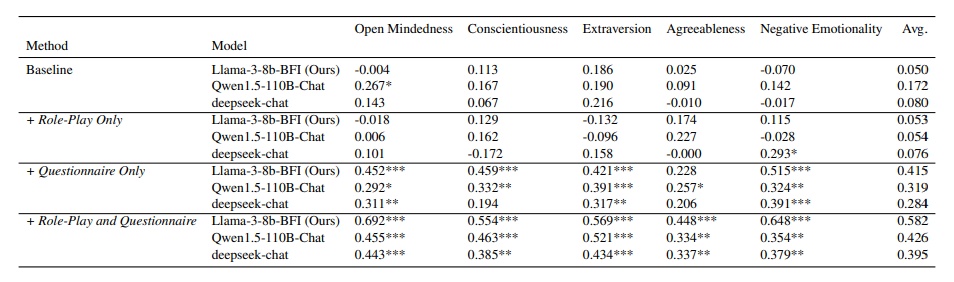 Open Mindedness Conscientiousness Extraversion Agreeableness Negative Emotionality Avg.
Method Model
Baseline Llama-3-8b-BFI (Ours) -0.004 0.113 0.186 0.025 -0.070 0.050
Qwen1.5-110B-Chat 0.267* 0.167 0.190 0.091 0.142 0.172
deepseek-chat 0.143 0.067 0.216 -0.010 -0.017 0.080
+ Role-Play Only Llama-3-8b-BFI (Ours) -0.018 0.129 -0.132 0.174 0.115 0.053
Qwen1.5-110B-Chat 0.006 0.162 -0.096 0.227 -0.028 0.054
deepseek-chat 0.101 -0.172 0.158 -0.000 0.293* 0.076
+ Questionnaire Only Llama-3-8b-BFI (Ours) 0.452*** 0.459*** 0.421*** 0.228 0.515*** 0.415
Qwen1.5-110B-Chat 0.292* 0.332** 0.391*** 0.257* 0.324** 0.319
deepseek-chat 0.311** 0.194 0.317** 0.206 0.391*** 0.284
+ Role-Play and Questionnaire Llama-3-8b-BFI (Ours) 0.692*** 0.554*** 0.569*** 0.448*** 0.648*** 0.582
Qwen1.5-110B-Chat 0.455*** 0.463*** 0.521*** 0.334** 0.354** 0.426
deepseek-chat 0.443*** 0.385** 0.434*** 0.337** 0.379** 0.395